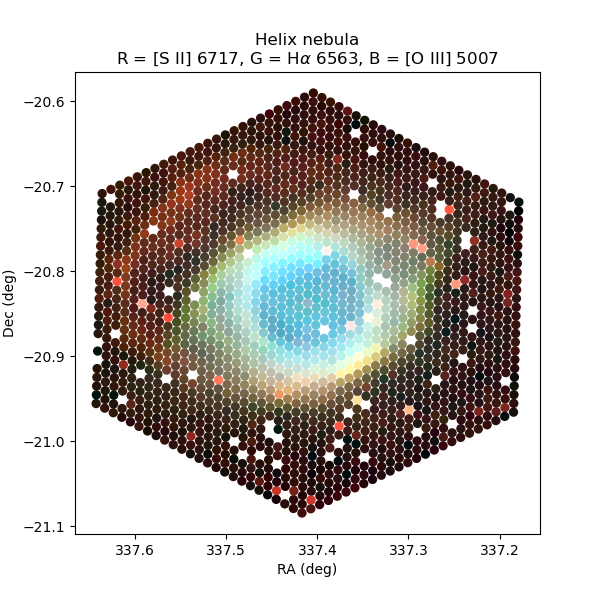 Helix nebula
R = [S II] 6717, G = Hα 6563, B = [O III] 5007
−20.6
−20.7
−20.8
−20.9
−21.0
−21.1
Dec (deg)
337.6 337.5 337.4 337.3 337.2
RA (deg)